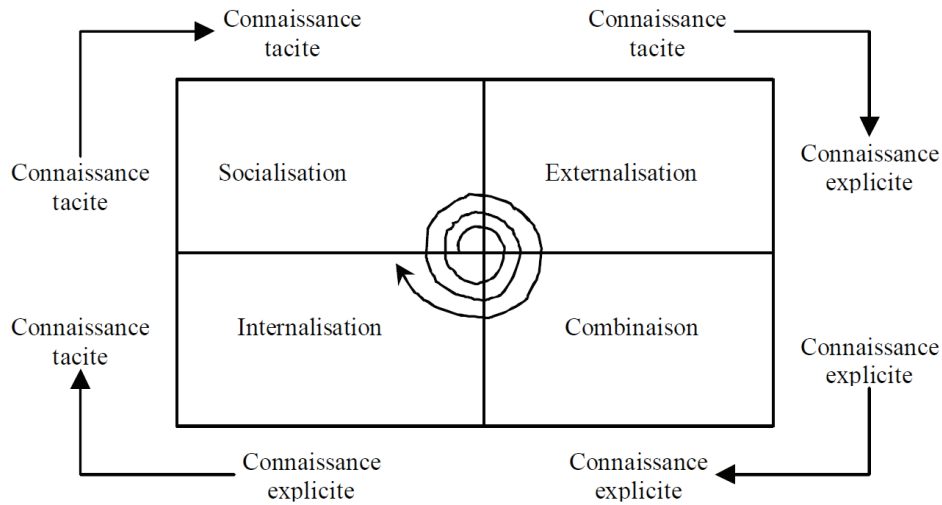 Connaissance
tacite
Connaissance
tacite
Connaissance
tacite
Socialisation
Externalisation
Connaissance
explicite
Connaissance
tacite
Internalisation
Combinaison
Connaissance
explicite
Connaissance
explicite
Connaissance
explicite